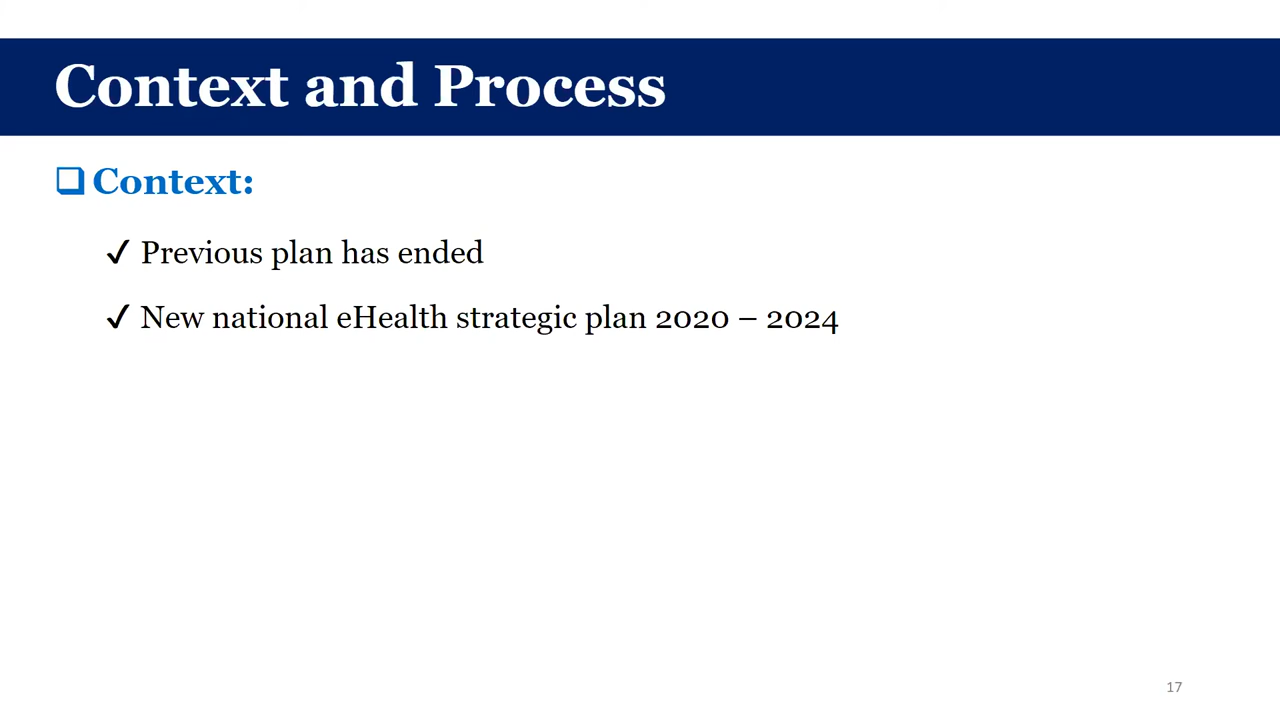 Context and Process
❑ Context:
✓ Previous plan has ended
✓ New national eHealth strategic plan 2020 – 2024
17